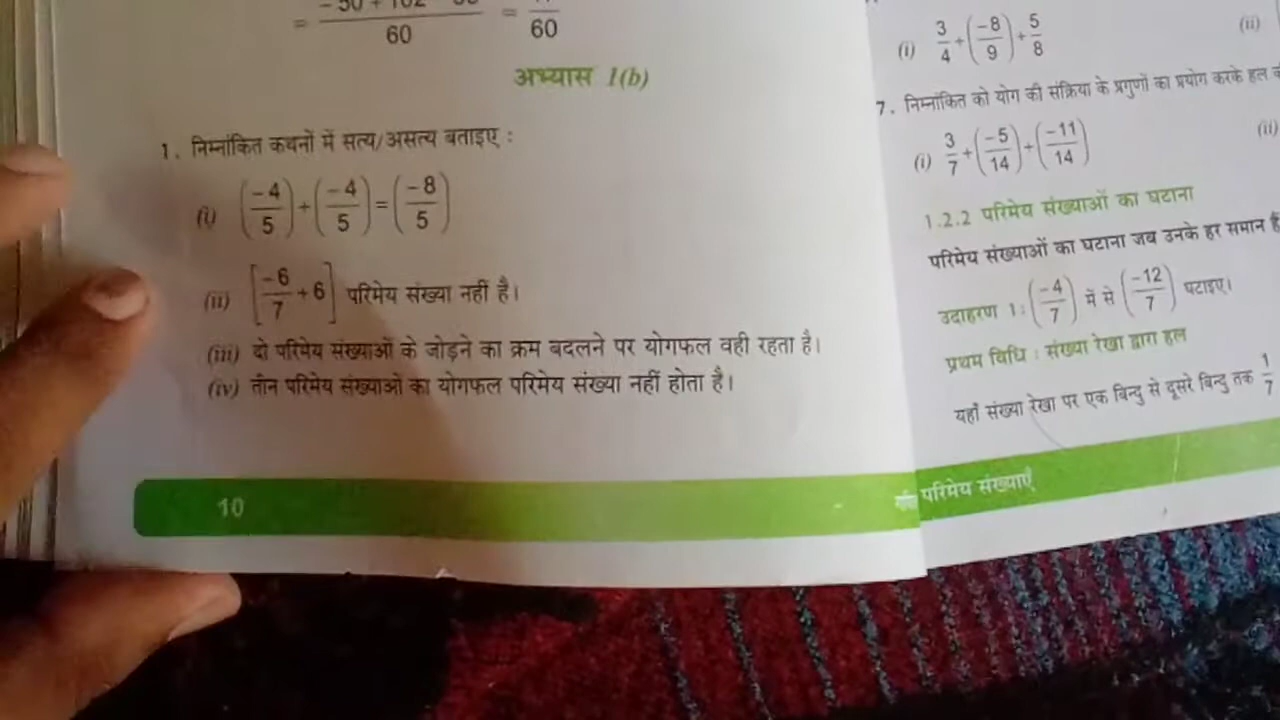 = / 60 = / 60
अभ्यास 1(b)
1. निम्नांकित कथनों में सत्य/असत्य बताइए :
(i) (-4/5) + (-4/5) = (-8/5)
(ii) [-6/7 + 6] परिमेय संख्या नहीं है।
(iii) दो परिमेय संख्याओं के जोड़ने का क्रम बदलने पर योगफल वही रहता है।
(iv) तीन परिमेय संख्याओं का योगफल परिमेय संख्या नहीं होता है।
10
(i) 3/4 + (-8/9) + 5/8 (ii)
7. निम्नांकित को योग की संक्रिया के प्रगुणों का प्रयोग करके हल
(i) 3/7 + (-5/14) + (-11/14) (ii)
1.2.2 परिमेय संख्याओं का घटाना
परिमेय संख्याओं का घटाना जब उनके हर समान
उदाहरण 1: (-4/7) में से (-12/7) घटाइए।
प्रथम विधि : संख्या रेखा द्वारा हल
यहाँ संख्या रेखा पर एक बिन्दु से दूसरे बिन्दु तक 1/7
परिमेय संख्याएँ